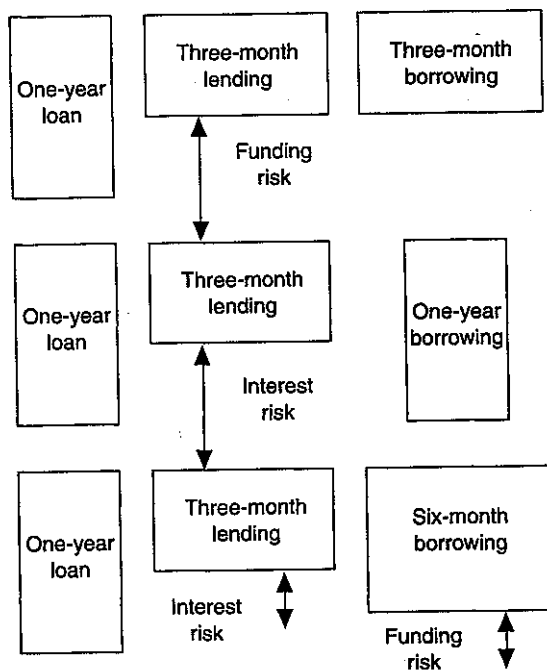 One-year
loan
Three-month
lending
Three-month
borrowing
Funding
risk
One-year
loan
Three-month
lending
One-year
borrowing
Interest
risk
One-year
loan
Three-month
lending
Six-month
borrowing
Interest
risk
Funding
risk